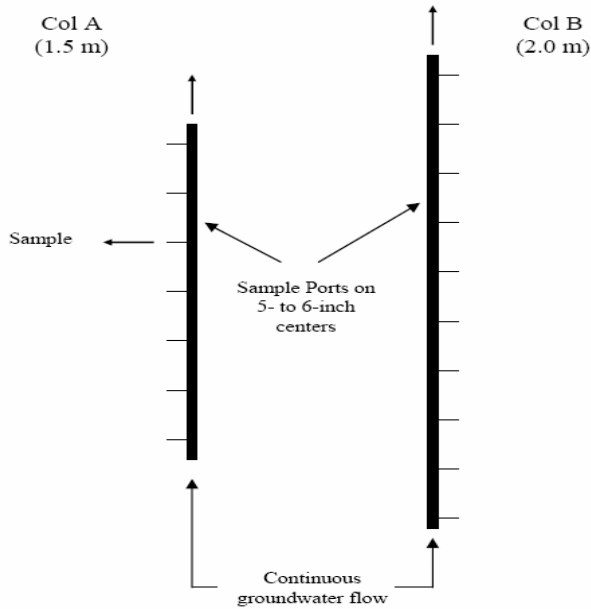 Col A
(1.5 m)
Col B
(2.0 m)
Sample
Sample Ports on
5- to 6-inch
centers
Continuous
groundwater flow